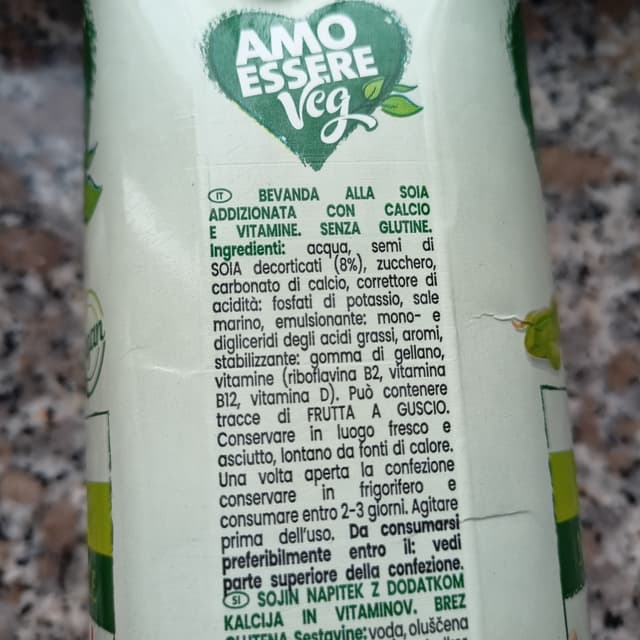 AMO
ESSERE
Veg
IT BEVANDA ALLA SOIA
ADDIZIONATA CON CALCIO
E VITAMINE. SENZA GLUTINE.
Ingredienti: acqua, semi di
SOIA decorticati (8%), zucchero,
carbonato di calcio, correttore di
acidità: fosfati di potassio, sale
marino, emulsionante: mono- e
digliceridi degli acidi grassi, aromi,
stabilizzante: gomma di gellano,
vitamine (riboflavina B2, vitamina
B12, vitamina D). Può contenere
tracce di FRUTTA A GUSCIO.
Conservare in luogo fresco e
asciutto, lontano da fonti di calore.
Una volta aperta la confezione
conservare in frigorifero e
consumare entro 2-3 giorni. Agitare
prima dell'uso. Da consumarsi
preferibilmente entro il: vedi
parte superiore della confezione.
SI SOJIN NAPITEK Z DODATKOM
KALCIJA IN VITAMINOV. BREZ
GLUTENA Sestavine: voda, oluščena